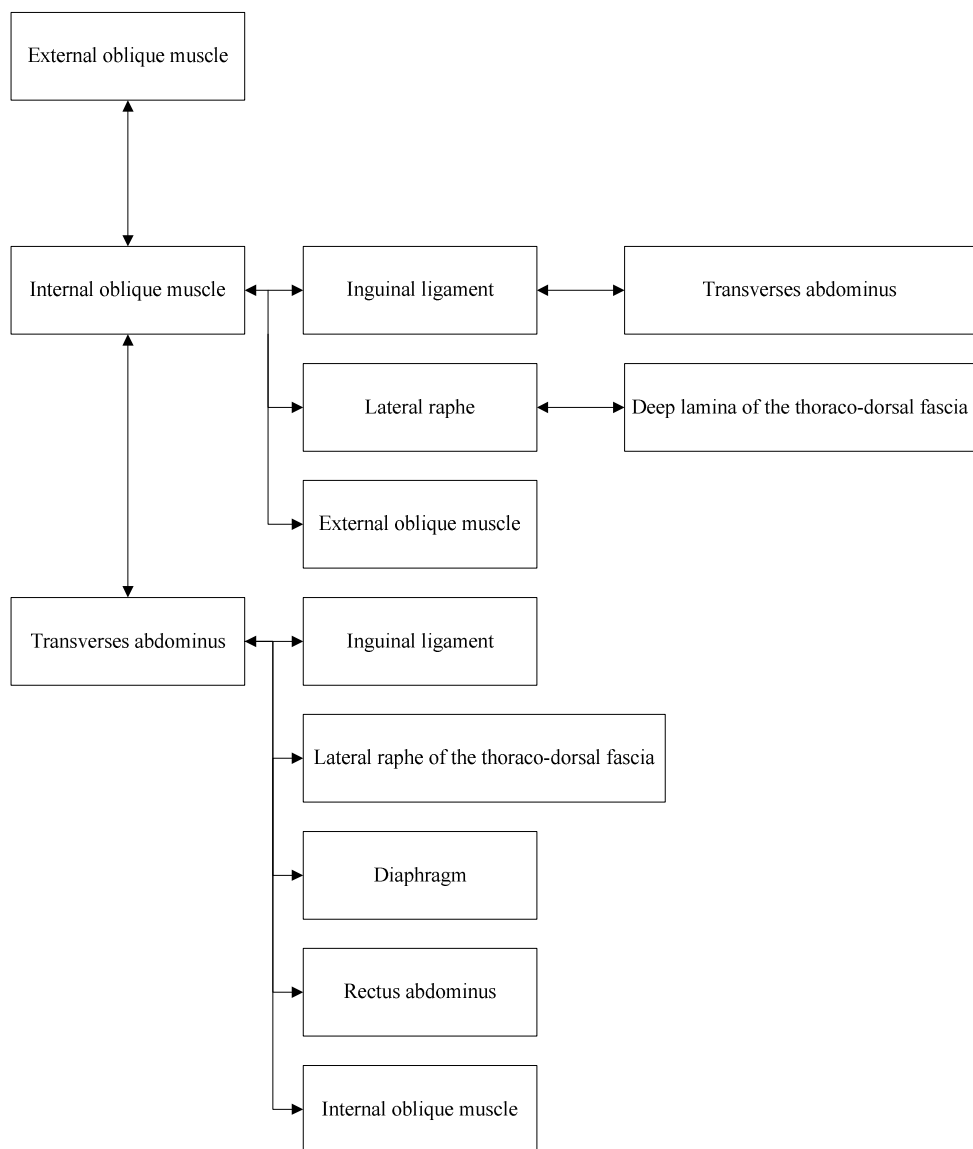 External oblique muscle
Internal oblique muscle
Inguinal ligament
Transverses abdominus
Lateral raphe
Deep lamina of the thoraco-dorsal fascia
External oblique muscle
Transverses abdominus
Inguinal ligament
Lateral raphe of the thoraco-dorsal fascia
Diaphragm
Rectus abdominus
Internal oblique muscle